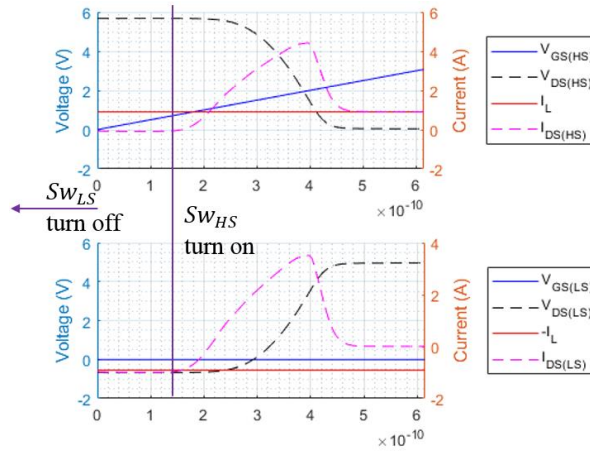 6
4
2
0
-2
Voltage (V)
6
4
2
0
-2
Current (A)
0 1 2 3 4 5 6
× 10⁻¹⁰
V_GS(HS)
V_DS(HS)
I_L
I_DS(HS)
Sw_LS
turn off
Sw_HS
turn on
6
4
2
0
-2
Voltage (V)
4
2
0
-2
Current (A)
0 1 2 3 4 5 6
× 10⁻¹⁰
V_GS(LS)
V_DS(LS)
-I_L
I_DS(LS)